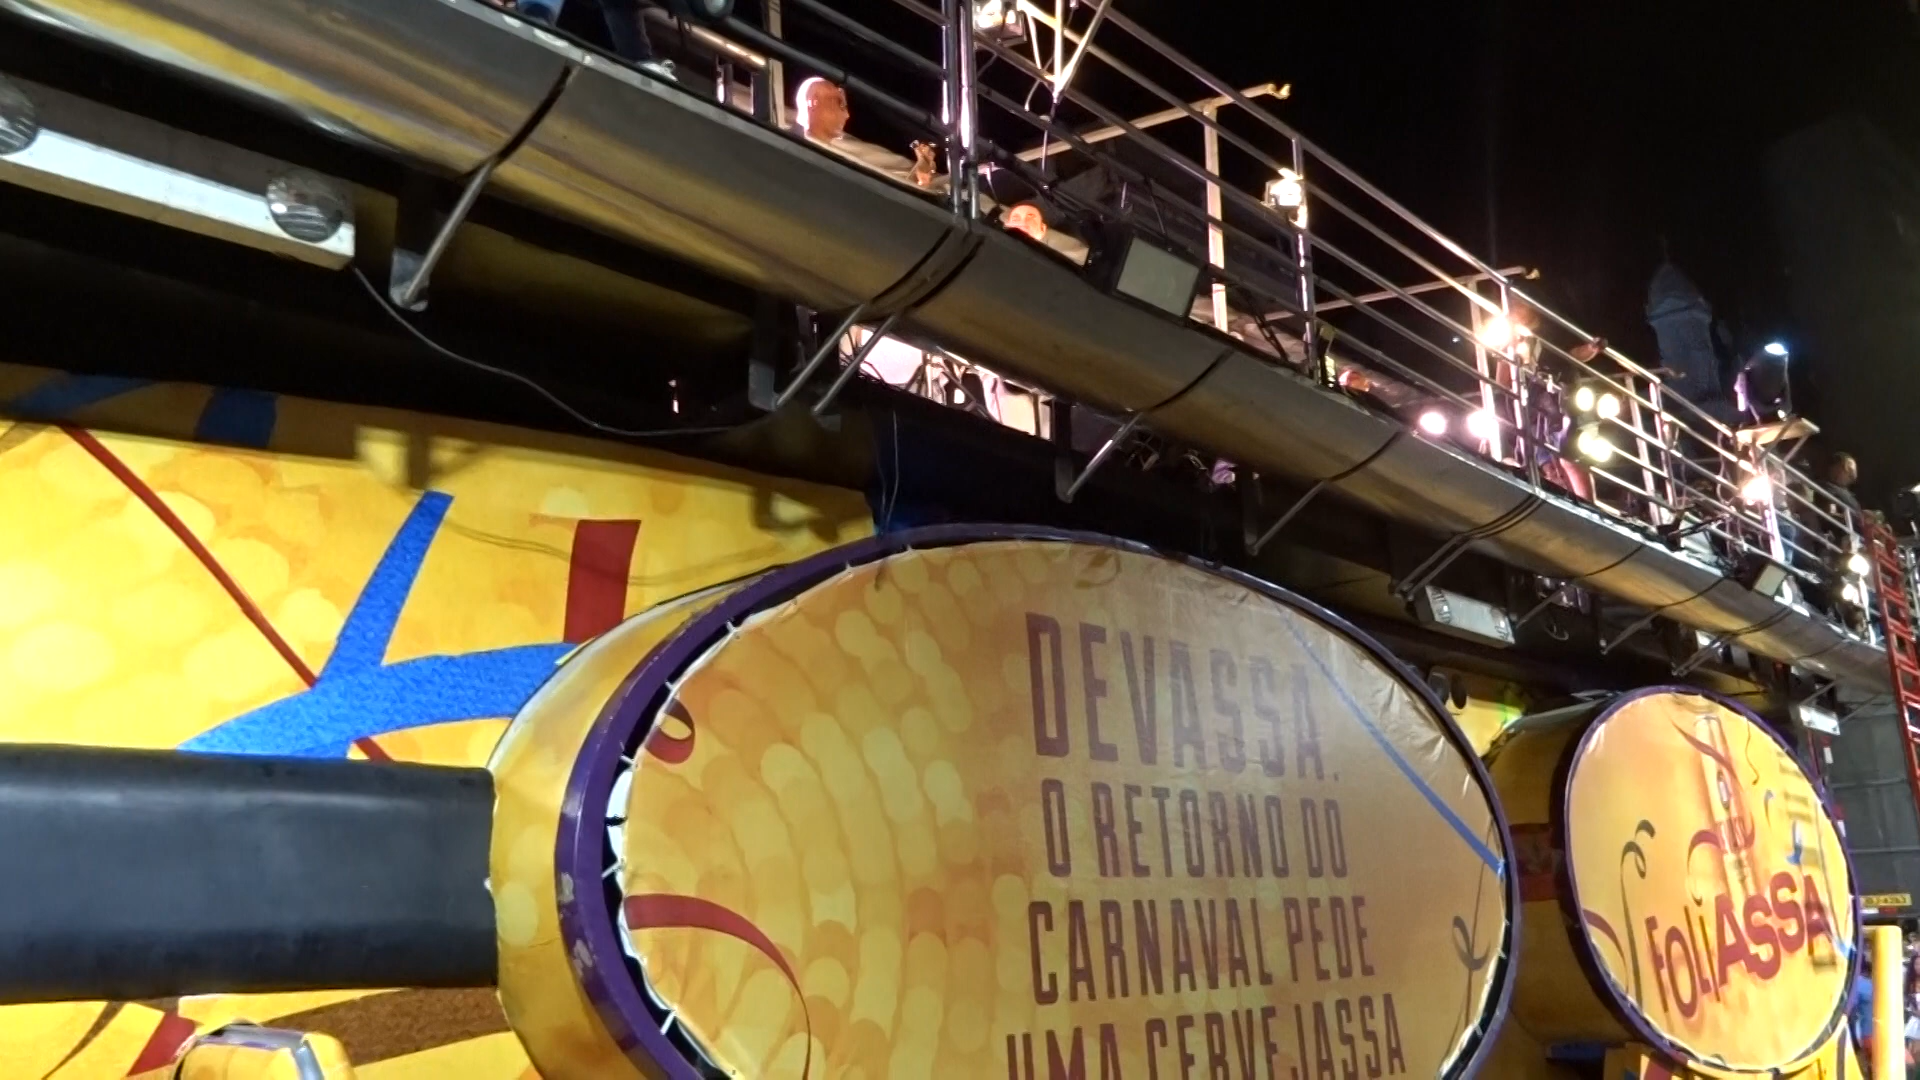 DEVASSA.
O RETORNO DO
CARNAVAL PEDE
UMA CERVEJASSA
FOLIASSA